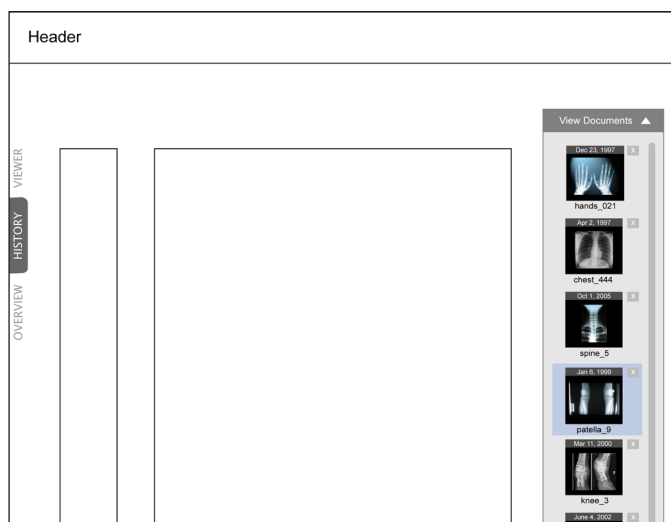 Header
VIEWER
HISTORY
OVERVIEW
View Documents
Dec 23, 1997 X
hands_021
Apr 2, 1997 X
chest_444
Oct 1, 2005 X
spine_5
Jan 6, 1999 X
patella_9
Mar 11, 2000 X
knee_3
June 4, 2002 X